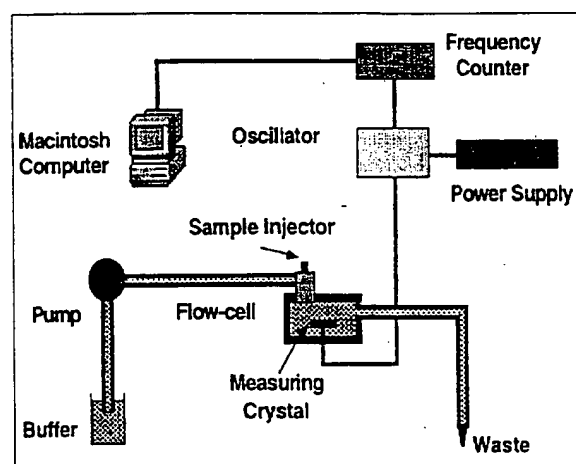 Frequency
Counter
Macintosh
Computer
Oscillator
Power Supply
Sample Injector
Pump
Flow-cell
Measuring
Crystal
Buffer
Waste